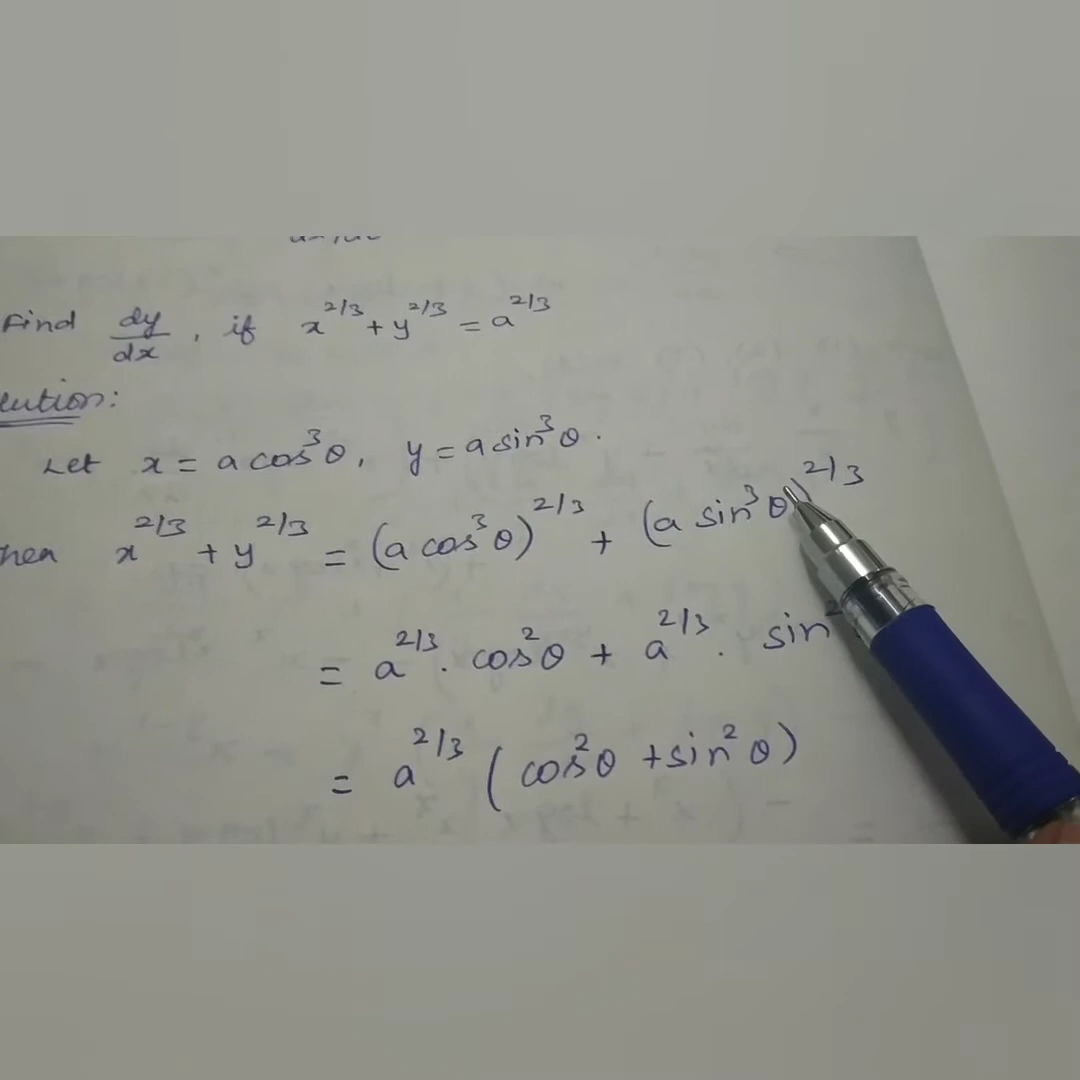 Find dy/dx, if x^2/3 + y^2/3 = a^2/3
Let x = a cos^3 θ, y = a sin^3 θ.
x^2/3 + y^2/3 = (a cos^3 θ)^2/3 + (a sin^3 θ)^2/3
= a^2/3 . cos^2 θ + a^2/3 . sin^2
= a^2/3 (cos^2 θ + sin^2 θ)